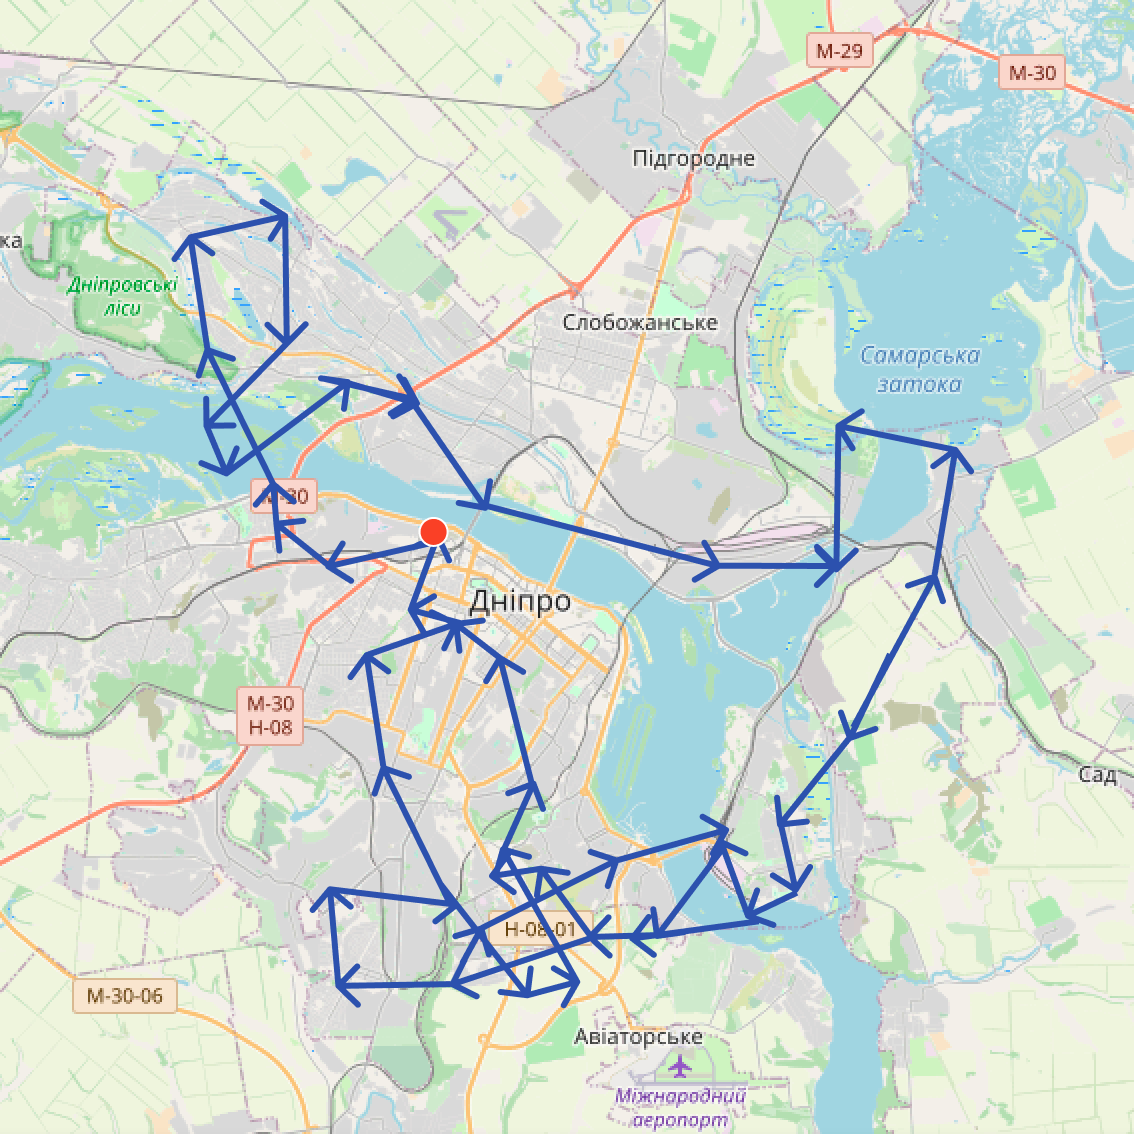 М-29
М-30
Підгородне
ка
Дніпровські
ліси
Слобожанське
Самарська
затока
Дніпро
М-30
Н-08
Сад
Н-08-01
М-30-06
Авіаторське
Міжнародний
аеропорт